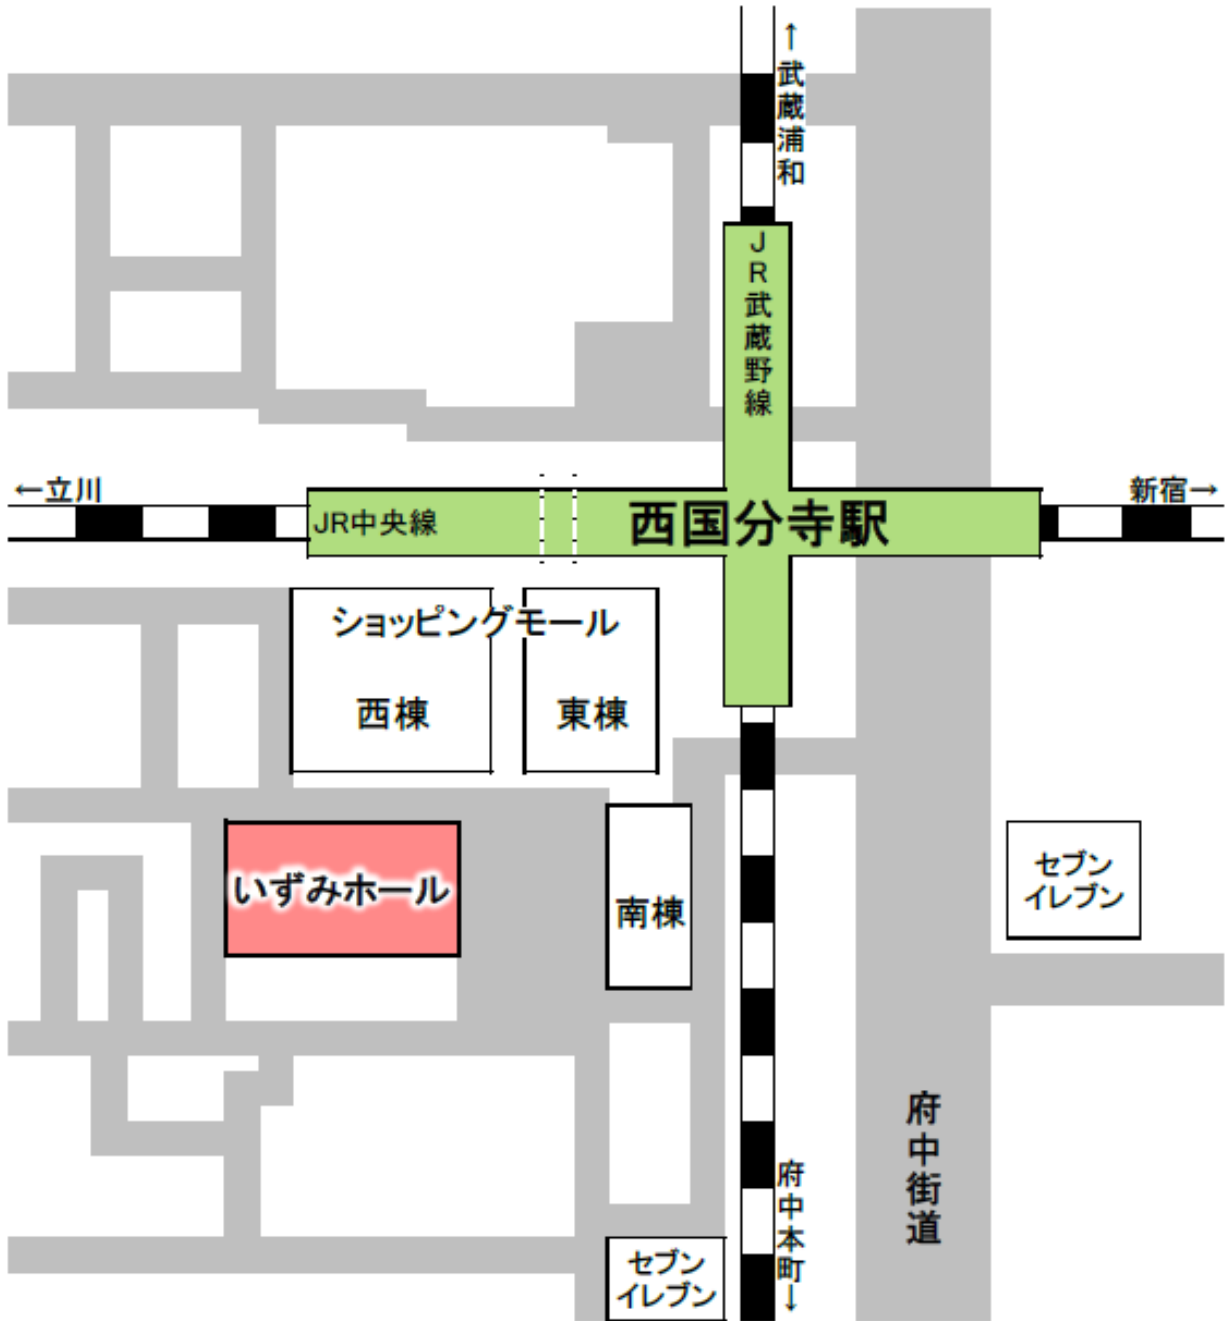 ↑武蔵浦和
JR武蔵野線
←立川
新宿→
JR中央線
西国分寺駅
ショッピングモール
西棟
東棟
いずみホール
南棟
セブン
イレブン
府中街道
府中本町↓
セブン
イレブン